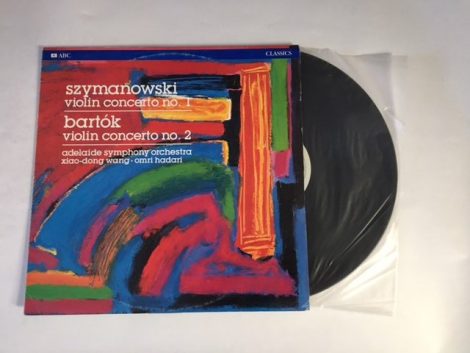 ABC
CLASSICS
szymanowski
violin concerto no. 1
bartók
violin concerto no. 2
adelaide symphony orchestra
xiao-dong wang • omri hadari